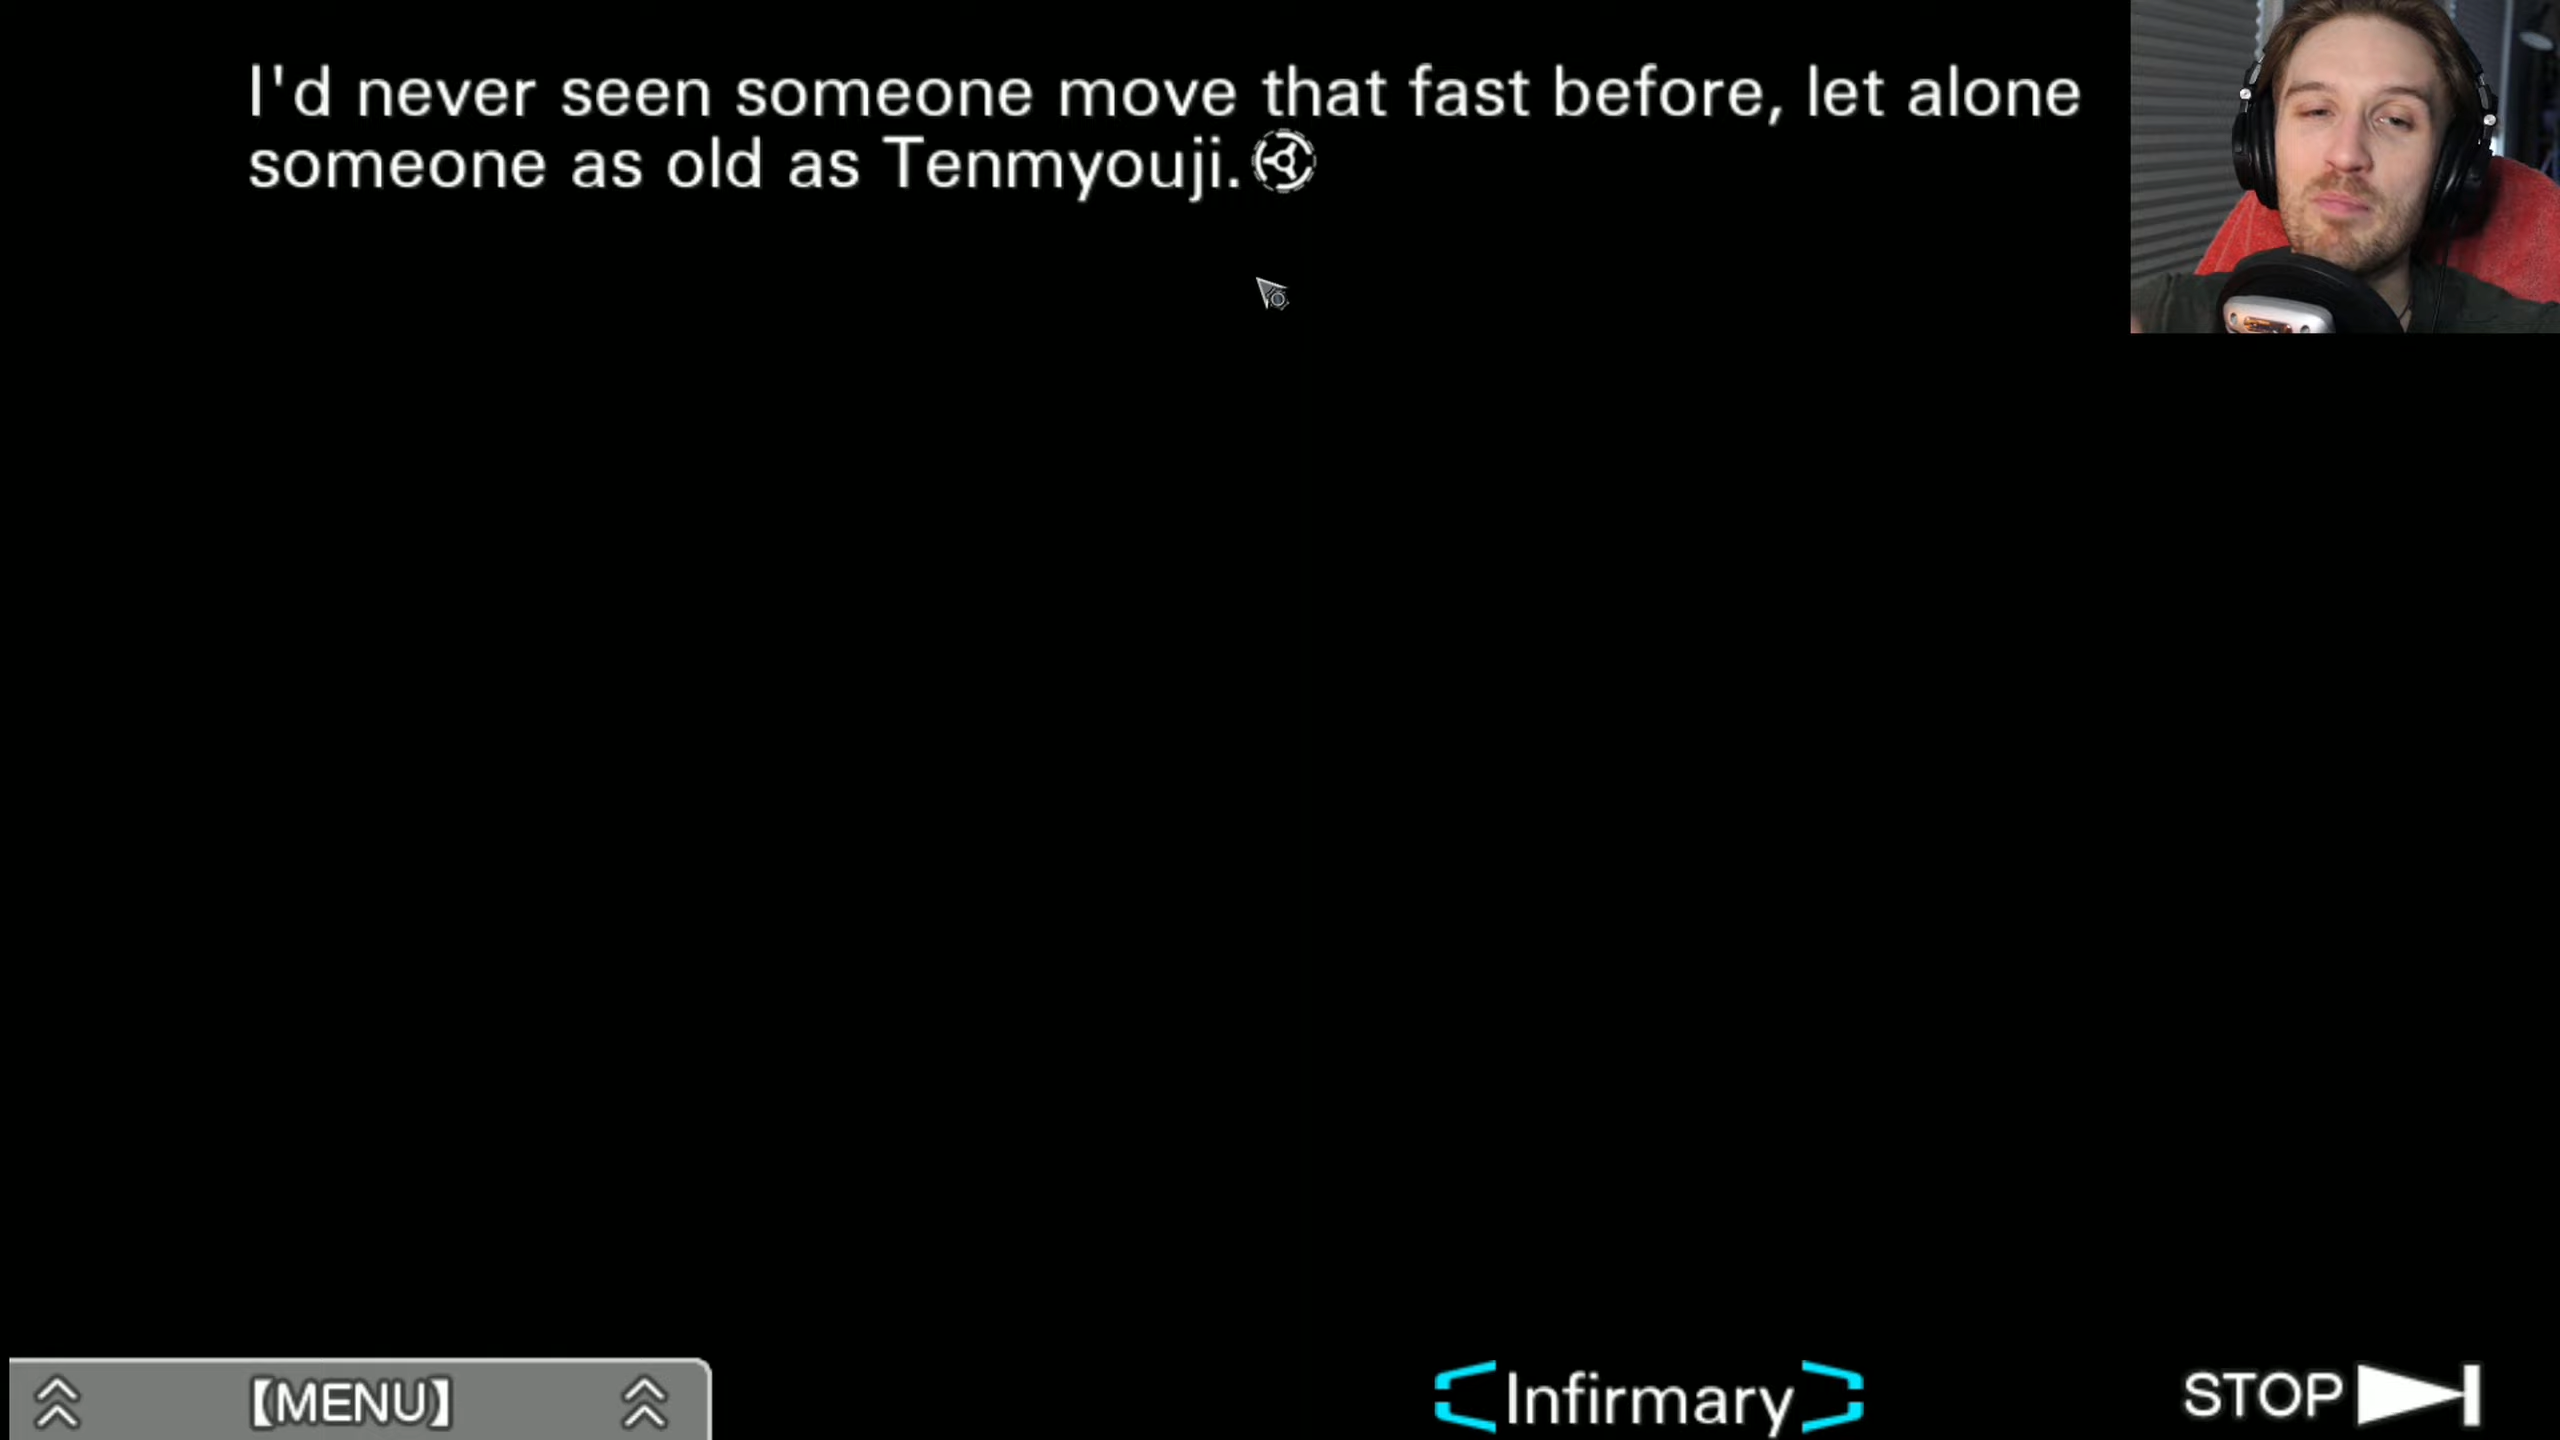 I'd never seen someone move that fast before, let alone
someone as old as Tenmyouji.
【MENU】
Infirmary
STOP